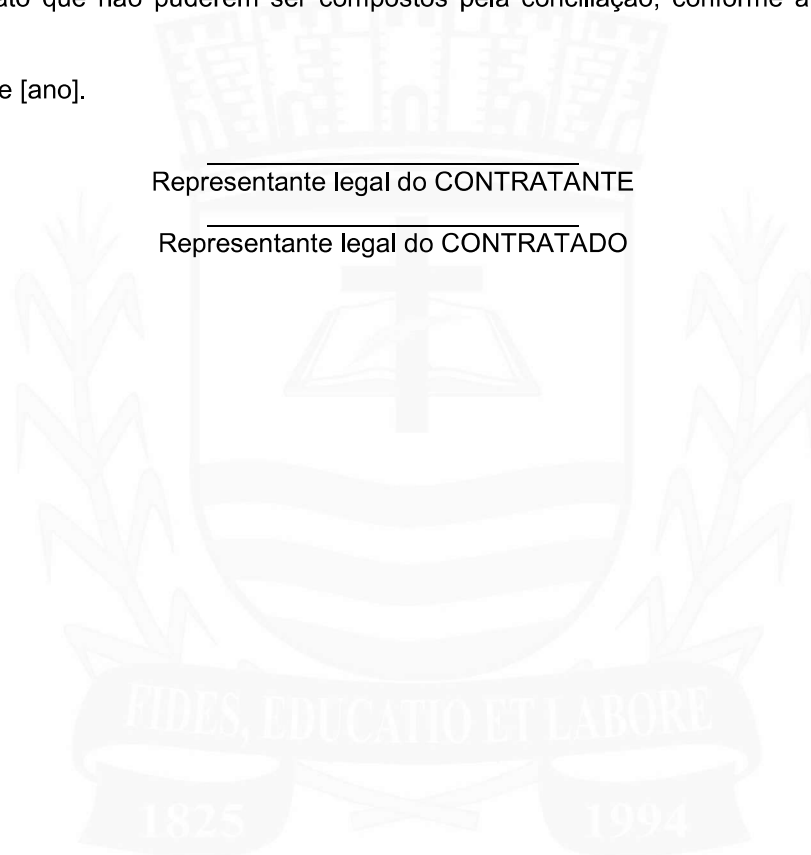 ato que não puderem ser compostos pela conciliação, conforme a
e [ano].
Representante legal do CONTRATANTE
Representante legal do CONTRATADO
FIDES, EDUCATIO ET LABORE
1825 1994